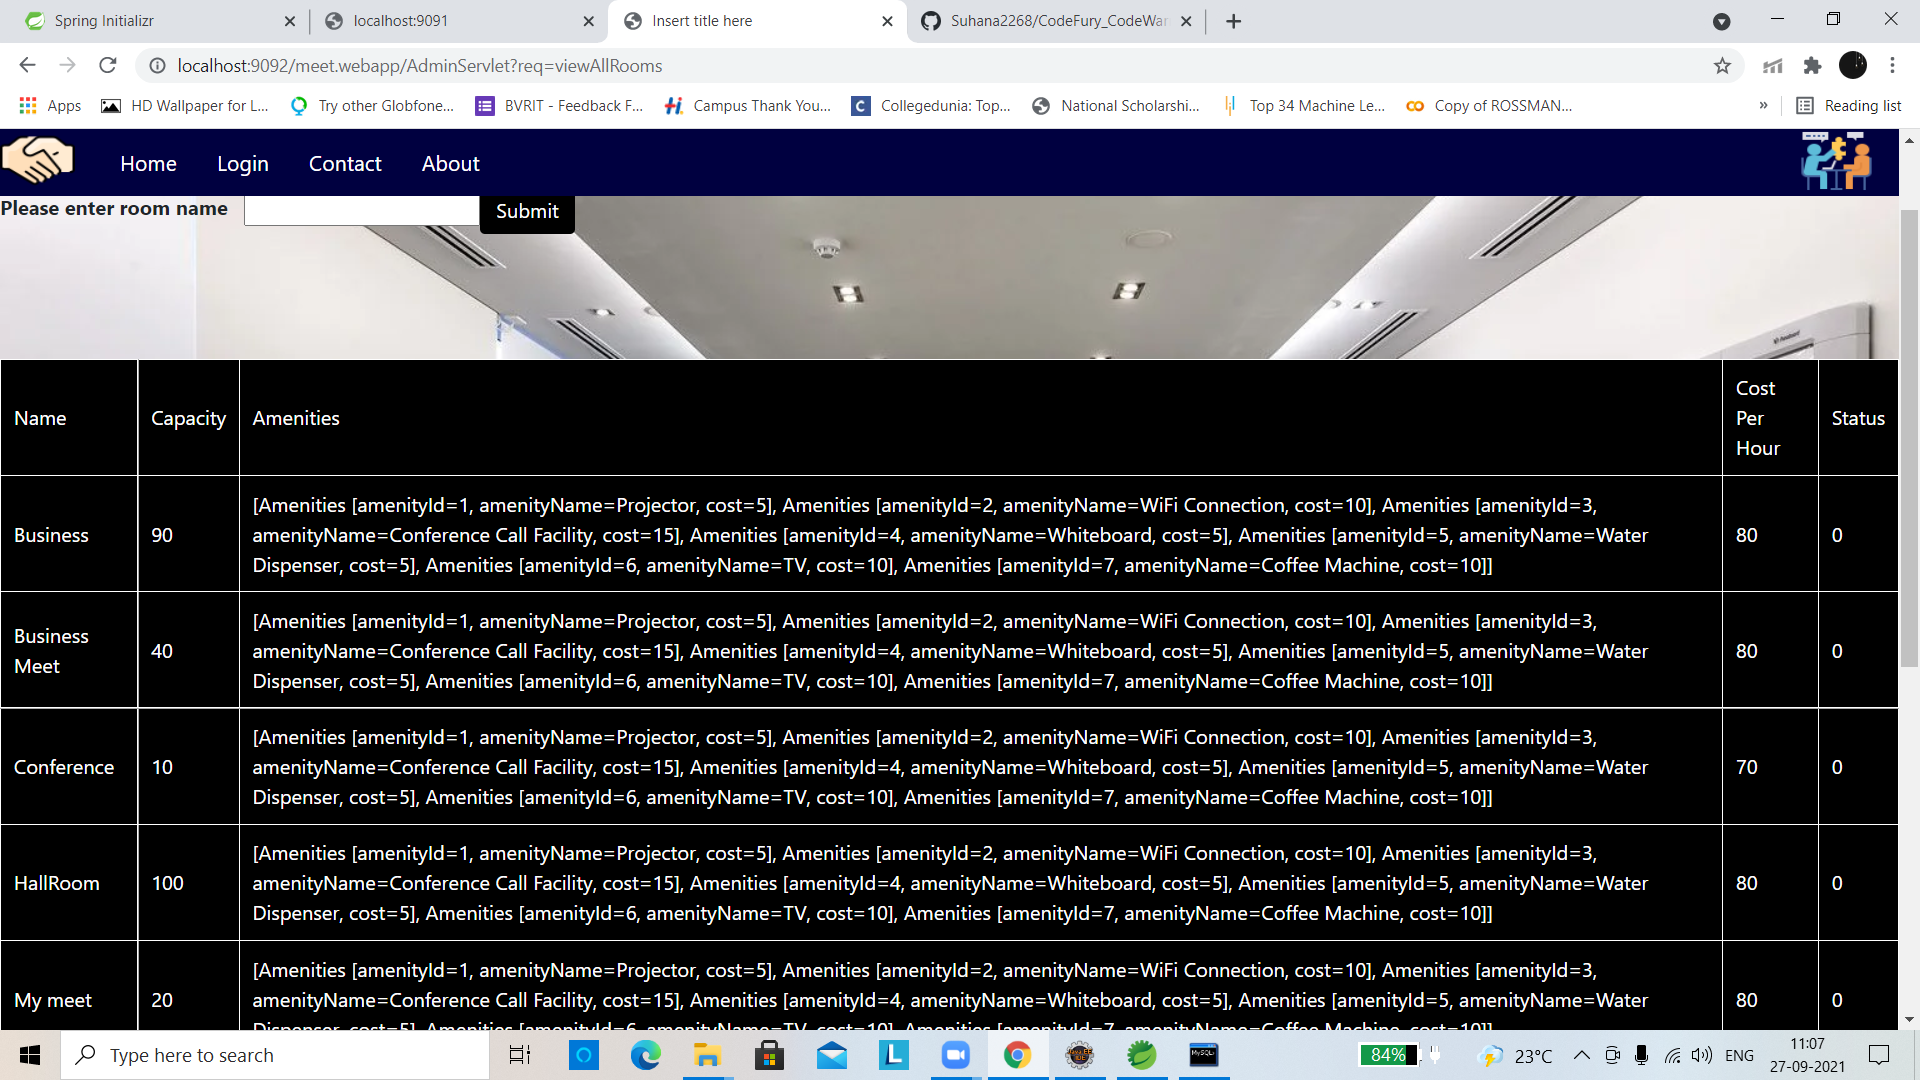 Spring Initializr
localhost:9091
Insert title here
Suhana2268/CodeFury_CodeWar
localhost:9092/meet.webapp/AdminServlet?req=viewAllRooms
Apps
HD Wallpaper for L...
Try other Globfone...
BVRIT - Feedback F...
Campus Thank You...
Collegedunia: Top...
National Scholarshi...
Top 34 Machine Le...
Copy of ROSSMAN...
»
Reading list
Home
Login
Contact
About
Please enter room name
Submit
Name
Capacity
Amenities
Cost
Per
Hour
Status
Business
90
[Amenities [amenityId=1, amenityName=Projector, cost=5], Amenities [amenityId=2, amenityName=WiFi Connection, cost=10], Amenities [amenityId=3,
amenityName=Conference Call Facility, cost=15], Amenities [amenityId=4, amenityName=Whiteboard, cost=5], Amenities [amenityId=5, amenityName=Water
Dispenser, cost=5], Amenities [amenityId=6, amenityName=TV, cost=10], Amenities [amenityId=7, amenityName=Coffee Machine, cost=10]]
80
0
Business
Meet
40
[Amenities [amenityId=1, amenityName=Projector, cost=5], Amenities [amenityId=2, amenityName=WiFi Connection, cost=10], Amenities [amenityId=3,
amenityName=Conference Call Facility, cost=15], Amenities [amenityId=4, amenityName=Whiteboard, cost=5], Amenities [amenityId=5, amenityName=Water
Dispenser, cost=5], Amenities [amenityId=6, amenityName=TV, cost=10], Amenities [amenityId=7, amenityName=Coffee Machine, cost=10]]
80
0
Conference
10
[Amenities [amenityId=1, amenityName=Projector, cost=5], Amenities [amenityId=2, amenityName=WiFi Connection, cost=10], Amenities [amenityId=3,
amenityName=Conference Call Facility, cost=15], Amenities [amenityId=4, amenityName=Whiteboard, cost=5], Amenities [amenityId=5, amenityName=Water
Dispenser, cost=5], Amenities [amenityId=6, amenityName=TV, cost=10], Amenities [amenityId=7, amenityName=Coffee Machine, cost=10]]
70
0
HallRoom
100
[Amenities [amenityId=1, amenityName=Projector, cost=5], Amenities [amenityId=2, amenityName=WiFi Connection, cost=10], Amenities [amenityId=3,
amenityName=Conference Call Facility, cost=15], Amenities [amenityId=4, amenityName=Whiteboard, cost=5], Amenities [amenityId=5, amenityName=Water
Dispenser, cost=5], Amenities [amenityId=6, amenityName=TV, cost=10], Amenities [amenityId=7, amenityName=Coffee Machine, cost=10]]
80
0
My meet
20
[Amenities [amenityId=1, amenityName=Projector, cost=5], Amenities [amenityId=2, amenityName=WiFi Connection, cost=10], Amenities [amenityId=3,
amenityName=Conference Call Facility, cost=15], Amenities [amenityId=4, amenityName=Whiteboard, cost=5], Amenities [amenityId=5, amenityName=Water
Dispenser, cost=5], Amenities [amenityId=6, amenityName=TV, cost=10], Amenities [amenityId=7, amenityName=Coffee Machine, cost=10]]
80
0
Type here to search
84%
23°C
ENG
11:07
27-09-2021